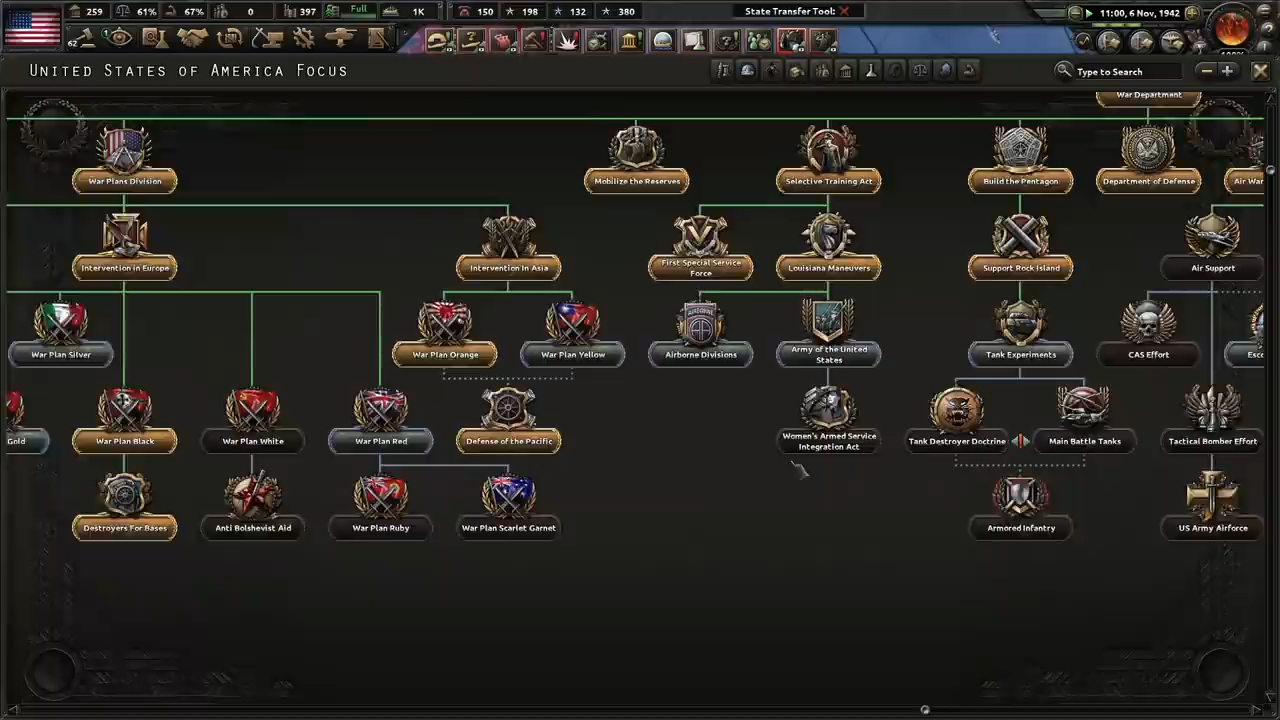 259 61% 67% 0 397 Full 1K 150 198 132 380
State Transfer Tool:
11:00, 6 Nov, 1942
62
1
United States of America Focus
Type to Search
War Department
War Plans Division
Mobilize the Reserves
Selective Training Act
Build the Pentagon
Department of Defense
Air War
Intervention in Europe
Intervention In Asia
First Special Service
Force
Louisiana Maneuvers
Support Rock Island
Air Support
War Plan Silver
War Plan Orange
War Plan Yellow
Airborne Divisions
Army of the United
States
Tank Experiments
CAS Effort
AIRBORNE
Gold
War Plan Black
War Plan White
War Plan Red
Defense of the Pacific
Women's Armed Service
Integration Act
Tank Destroyer Doctrine
Main Battle Tanks
Tactical Bomber Effort
Destroyers For Bases
Anti Bolshevist Aid
War Plan Ruby
War Plan Scarlet Garnet
Armored Infantry
US Army Airforce